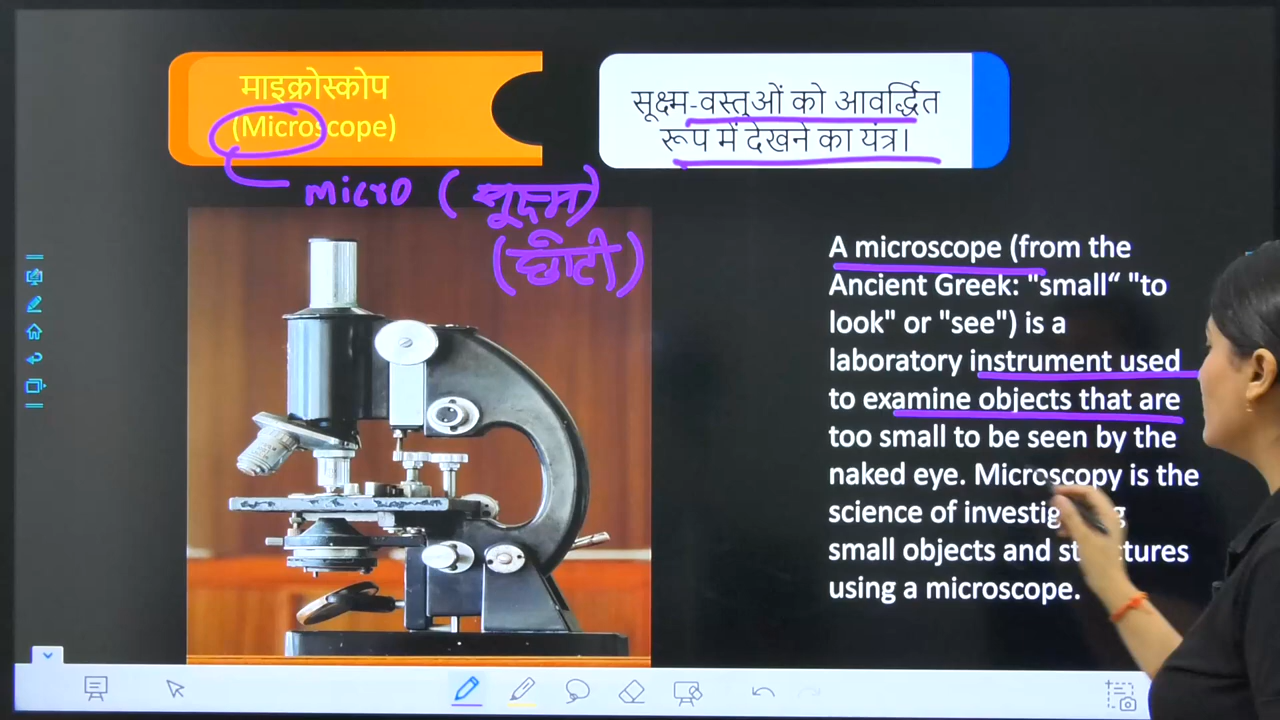 माइक्रोस्कोप
(Microscope)
सूक्ष्म-वस्तुओं को आवर्द्धित
रूप में देखने का यंत्र।
micro (सूक्ष्म)
(छोटी)
A microscope (from the
Ancient Greek: "small“ "to
look" or "see") is a
laboratory instrument used
to examine objects that are
too small to be seen by the
naked eye. Microscopy is the
science of investigating
small objects and structures
using a microscope.